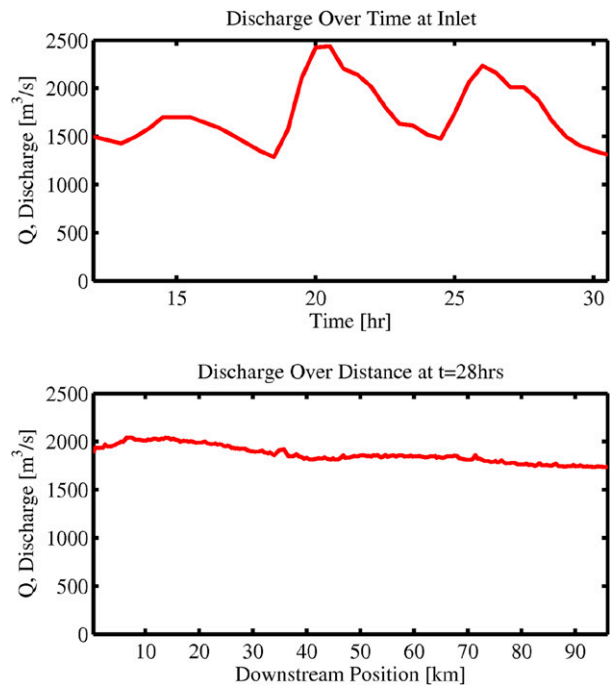 Discharge Over Time at Inlet
2500
2000
1500
1000
500
0
Q, Discharge [m³/s]
15 20 25 30
Time [hr]
Discharge Over Distance at t=28hrs
2500
2000
1500
1000
500
0
Q, Discharge [m³/s]
10 20 30 40 50 60 70 80 90
Downstream Position [km]